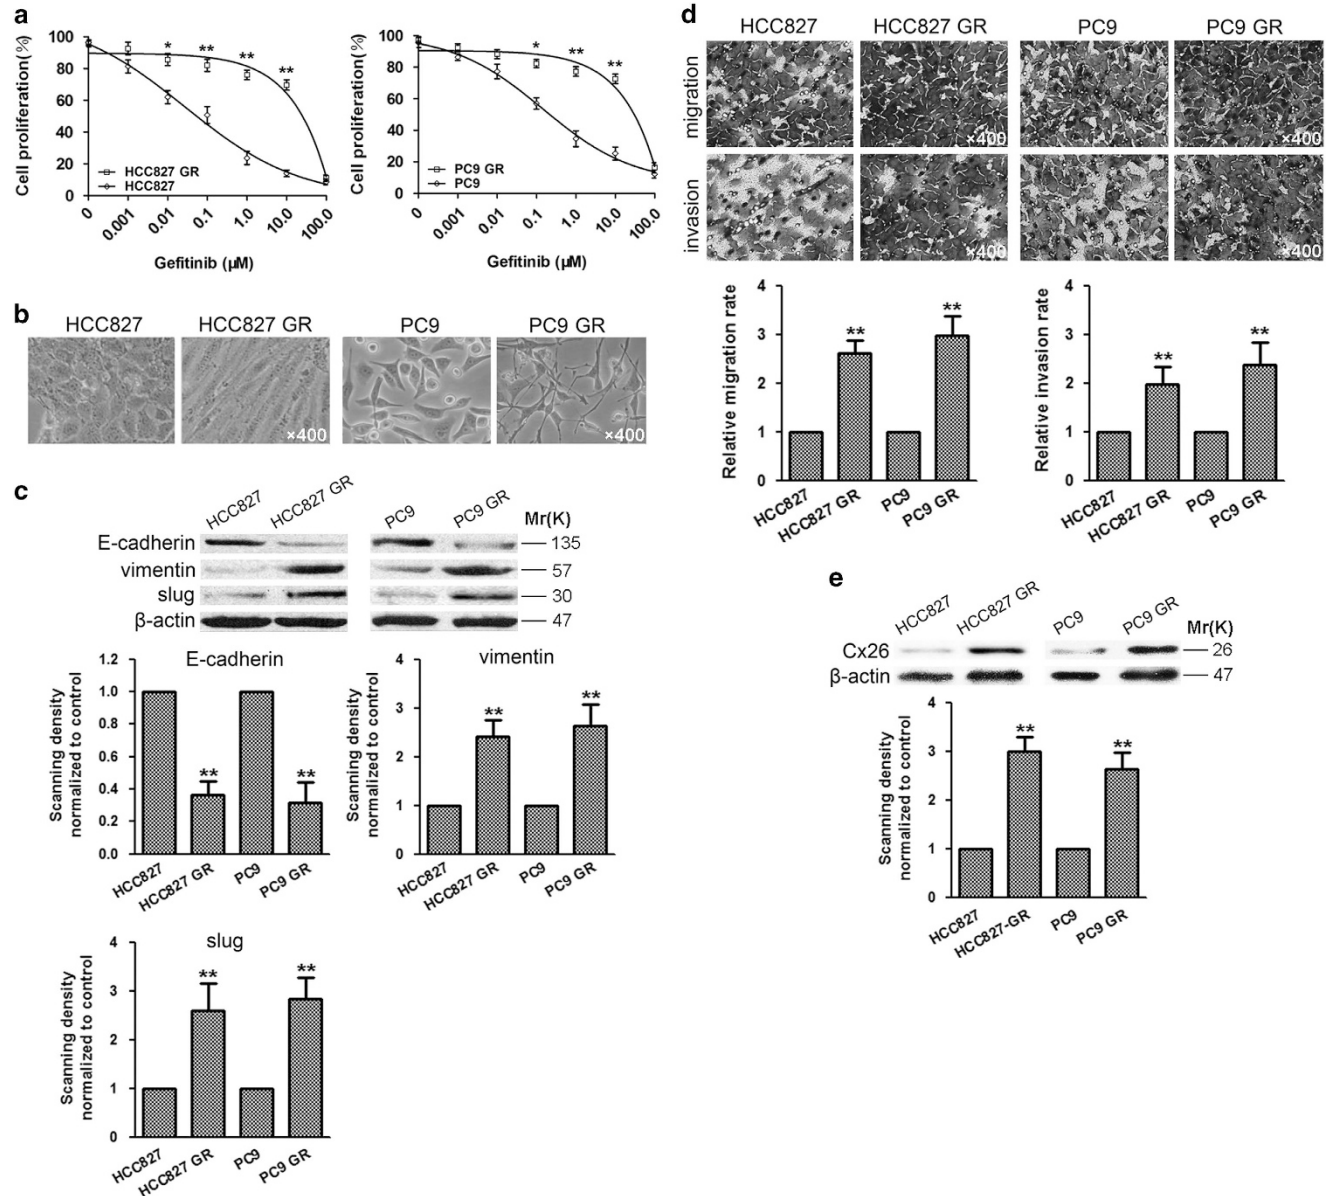 a
Cell proliferation(%)
100
80
60
40
20
0
* ** ** **
HCC827 GR
HCC827
0 0.001 0.01 0.1 1.0 10.0 100.0
Gefitinib (μM)
Cell proliferation(%)
100
80
60
40
20
0
* ** **
PC9 GR
PC9
0 0.001 0.01 0.1 1.0 10.0 100.0
Gefitinib (μM)
b
HCC827 HCC827 GR PC9 PC9 GR
×400 ×400
c
HCC827 HCC827 GR PC9 PC9 GR Mr(K)
E-cadherin 135
vimentin 57
slug 30
β-actin 47
E-cadherin
Scanning density
normalized to control
1.2
1.0
0.8
0.6
0.4
0.2
0.0
** **
HCC827 HCC827 GR PC9 PC9 GR
vimentin
Scanning density
normalized to control
4
3
2
1
0
** **
HCC827 HCC827 GR PC9 PC9 GR
slug
Scanning density
normalized to control
4
3
2
1
0
** **
HCC827 HCC827 GR PC9 PC9 GR
d
HCC827 HCC827 GR PC9 PC9 GR
migration
×400 ×400
invasion
×400 ×400
Relative migration rate
4
3
2
1
0
** **
HCC827 HCC827 GR PC9 PC9 GR
Relative invasion rate
4
3
2
1
0
** **
HCC827 HCC827 GR PC9 PC9 GR
e
HCC827 HCC827 GR PC9 PC9 GR Mr(K)
Cx26 26
β-actin 47
Scanning density
normalized to control
4
3
2
1
0
** **
HCC827 HCC827-GR PC9 PC9 GR